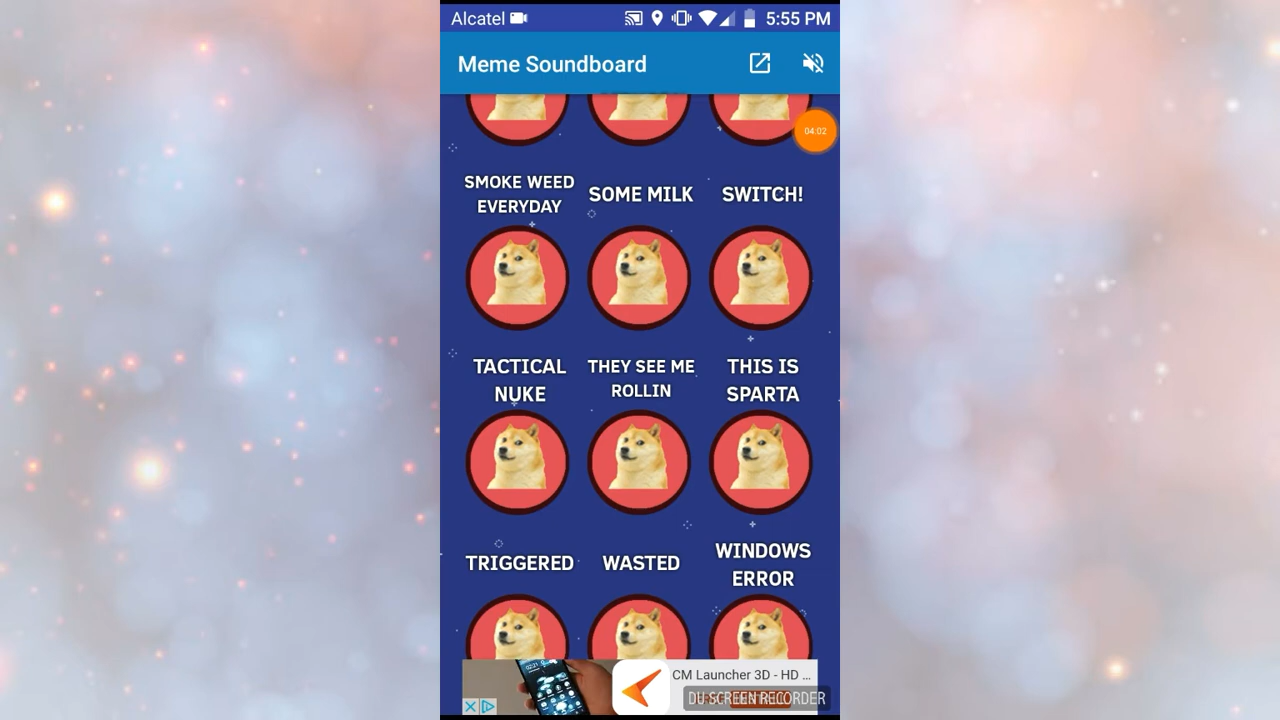 Alcatel
5:55 PM
Meme Soundboard
04:02
SMOKE WEED
EVERYDAY
SOME MILK
SWITCH!
TACTICAL
NUKE
THEY SEE ME
ROLLIN
THIS IS
SPARTA
TRIGGERED
WASTED
WINDOWS
ERROR
CM Launcher 3D - HD ...
DU SCREEN RECORDER